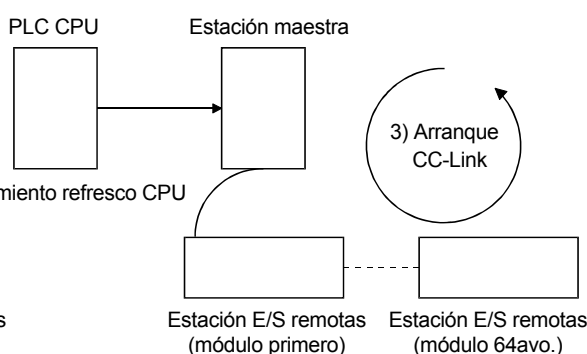 PLC CPU
Estación maestra
3) Arranque
CC-Link
miento refresco CPU
s
Estación E/S remotas
(módulo primero)
Estación E/S remotas
(módulo 64avo.)